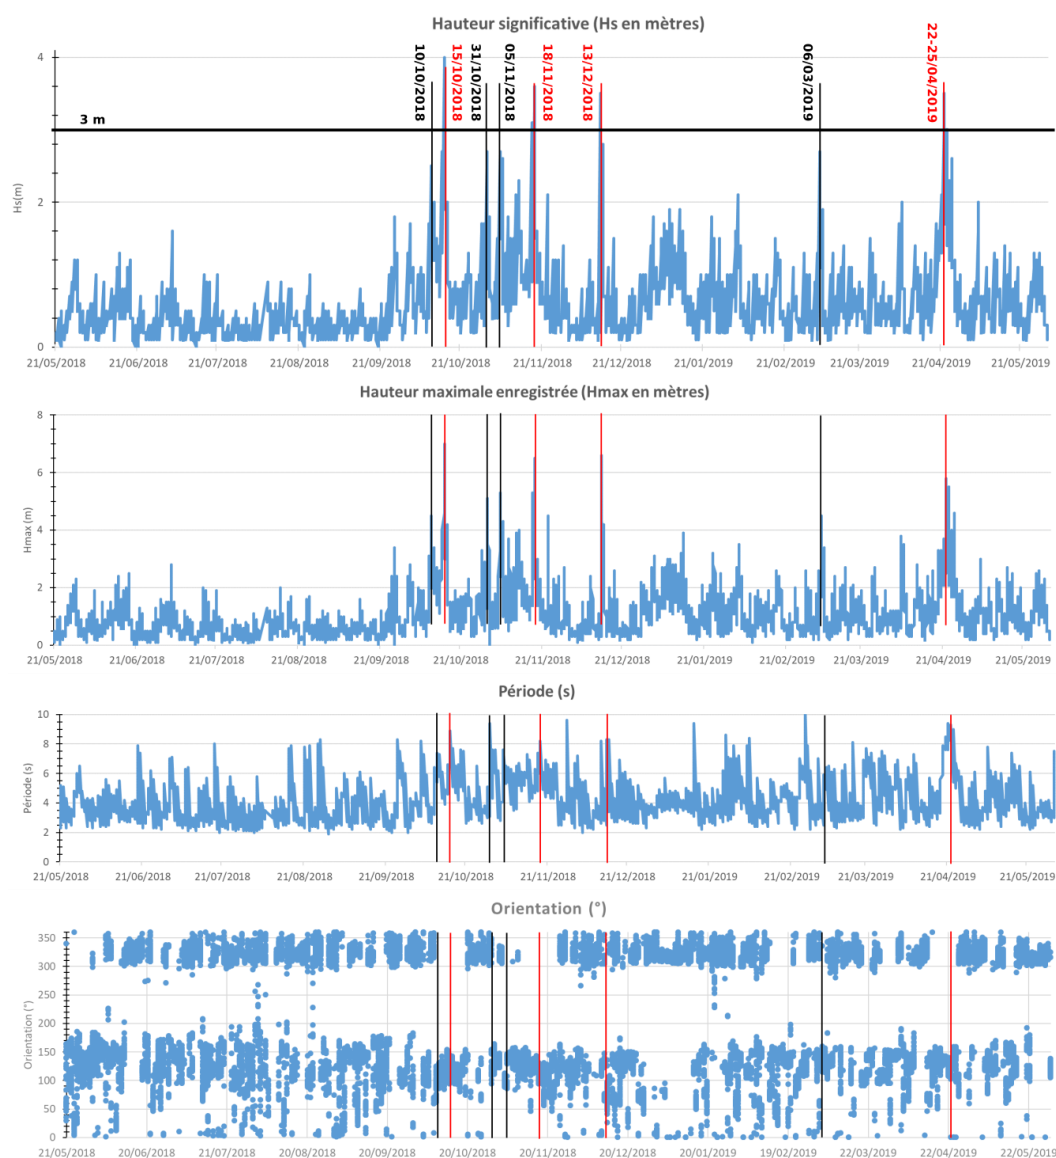 Hauteur significative (Hs en mètres)
10/10/2018
15/10/2018
31/10/2018
05/11/2018
18/11/2018
13/12/2018
06/03/2019
22-25/04/2019
3 m
Hs(m)
4
2
0
21/05/2018 21/06/2018 21/07/2018 21/08/2018 21/09/2018 21/10/2018 21/11/2018 21/12/2018 21/01/2019 21/02/2019 21/03/2019 21/04/2019 21/05/2019
Hauteur maximale enregistrée (Hmax en mètres)
Hmax (m)
8
6
4
2
0
21/05/2018 21/06/2018 21/07/2018 21/08/2018 21/09/2018 21/10/2018 21/11/2018 21/12/2018 21/01/2019 21/02/2019 21/03/2019 21/04/2019 21/05/2019
Période (s)
Période (s)
10
8
6
4
2
0
21/05/2018 21/06/2018 21/07/2018 21/08/2018 21/09/2018 21/10/2018 21/11/2018 21/12/2018 21/01/2019 21/02/2019 21/03/2019 21/04/2019 21/05/2019
Orientation (°)
Orientation (°)
350
300
250
200
150
100
50
0
21/05/2018 20/06/2018 21/07/2018 20/08/2018 20/09/2018 20/10/2018 20/11/2018 20/12/2018 20/01/2019 19/02/2019 22/03/2019 22/04/2019 22/05/2019